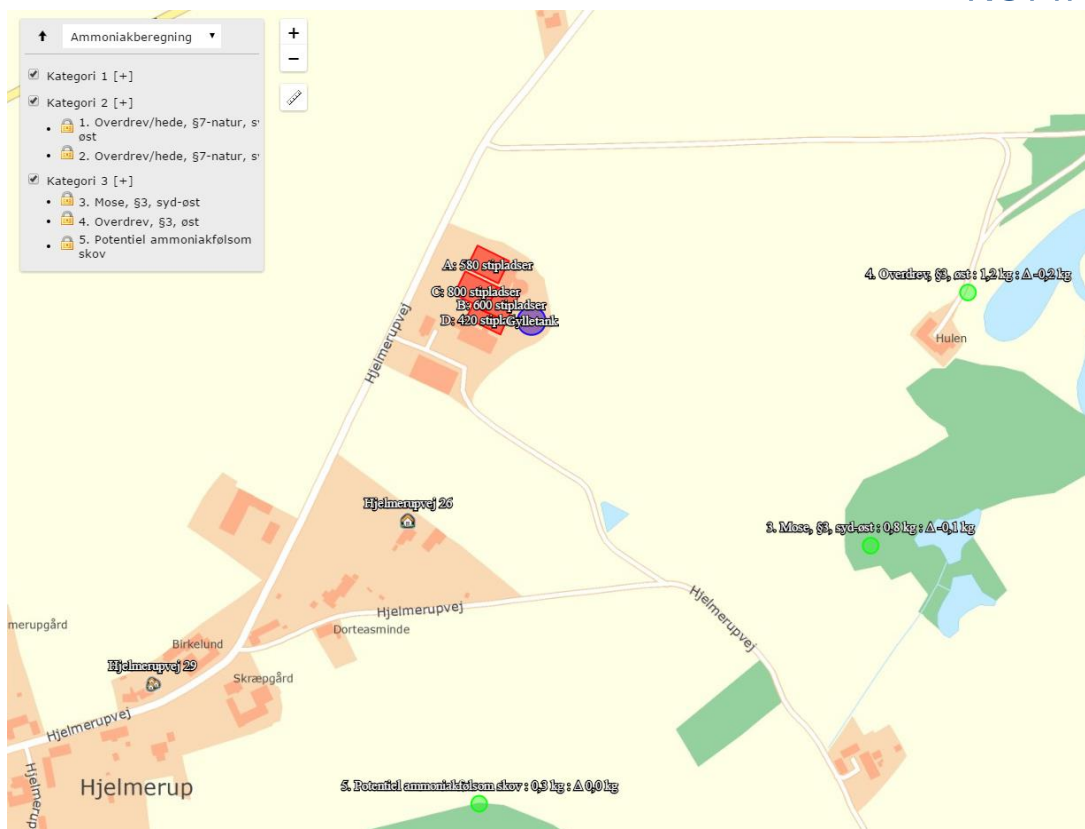 Ammoniakberegning
+
−
Kategori 1 [+]
Kategori 2 [+]
1. Overdrev/hede, §7-natur, sy
øst
2. Overdrev/hede, §7-natur, sy
Kategori 3 [+]
3. Mose, §3, syd-øst
4. Overdrev, §3, øst
5. Potentiel ammoniakfølsom
skov
A: 580 stipladser
C: 800 stipladser
B: 600 stipladser
D: 420 stipl
Gylletank
4. Overdrev, §3, øst : 1,2 kg : Δ -0,2 kg
Hulen
Hjelmerupvej
Hjelmerupvej 26
3. Mose, §3, syd-øst : 0,8 kg : Δ -0,1 kg
Hjelmerupvej
Hjelmerupvej
merupgård
Birkelund
Dorteasminde
Hjelmerupvej 29
Skræpgård
Hjelmerupvej
Hjelmerup
Hjelmerup
5. Potentiel ammoniakfølsom skov : 0,3 kg : Δ 0,0 kg